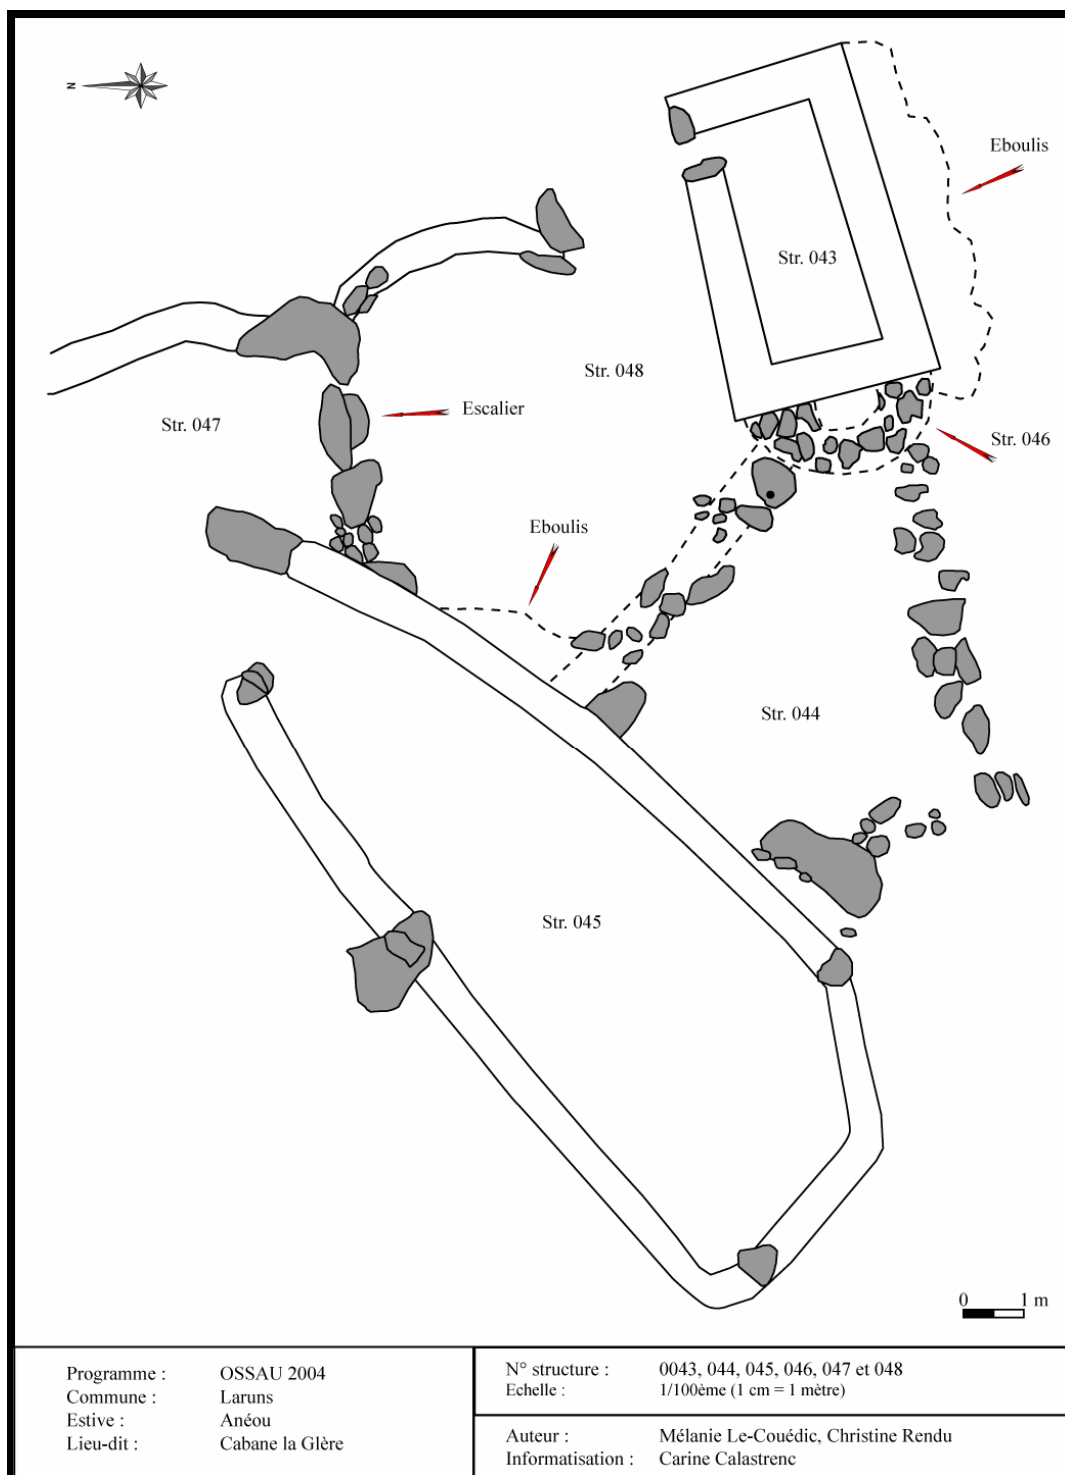 N
Eboulis
Str. 043
Str. 048
Escalier
Str. 047
Str. 046
Eboulis
Str. 044
Str. 045
0 1 m
Programme : OSSAU 2004
Commune : Laruns
Estive : Anéou
Lieu-dit : Cabane la Glère
N° structure : 0043, 044, 045, 046, 047 et 048
Echelle : 1/100ème (1 cm = 1 mètre)
Auteur : Mélanie Le-Couédic, Christine Rendu
Informatisation : Carine Calastrenc